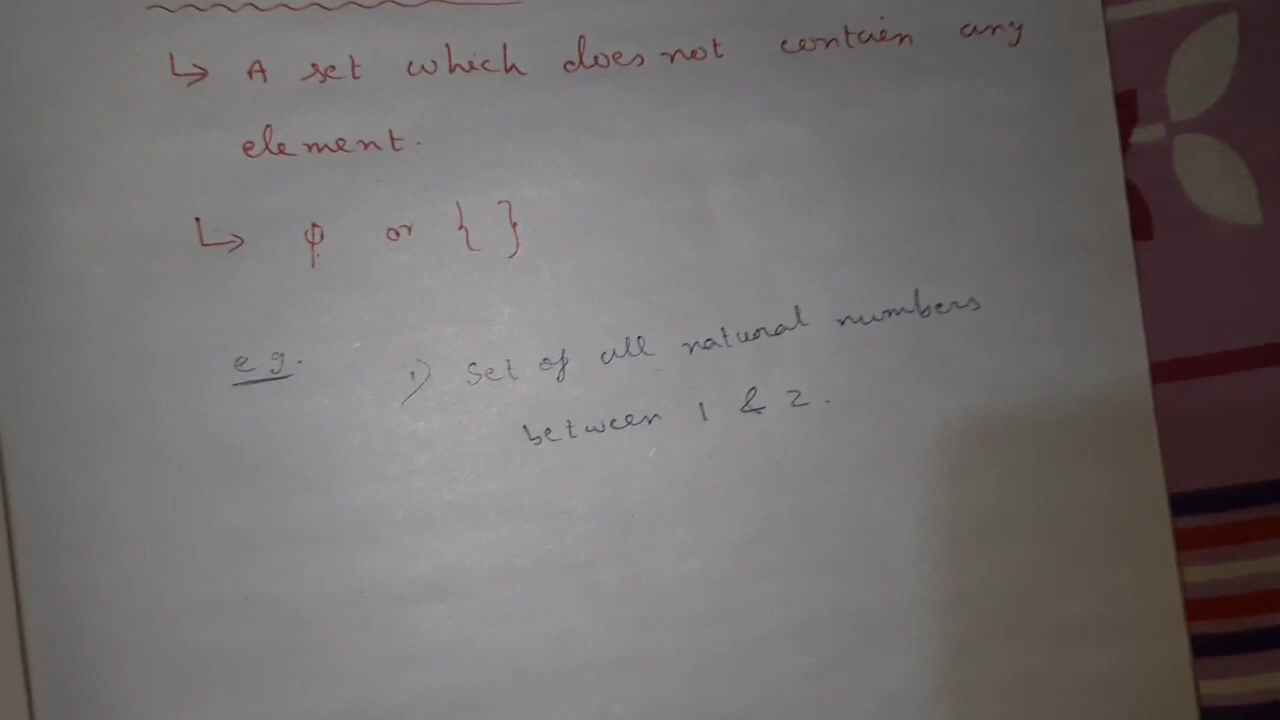 ↳ A set which does not contain any
element.
↳ φ or { }
e.g. 1) Set of all natural numbers
between 1 & 2.